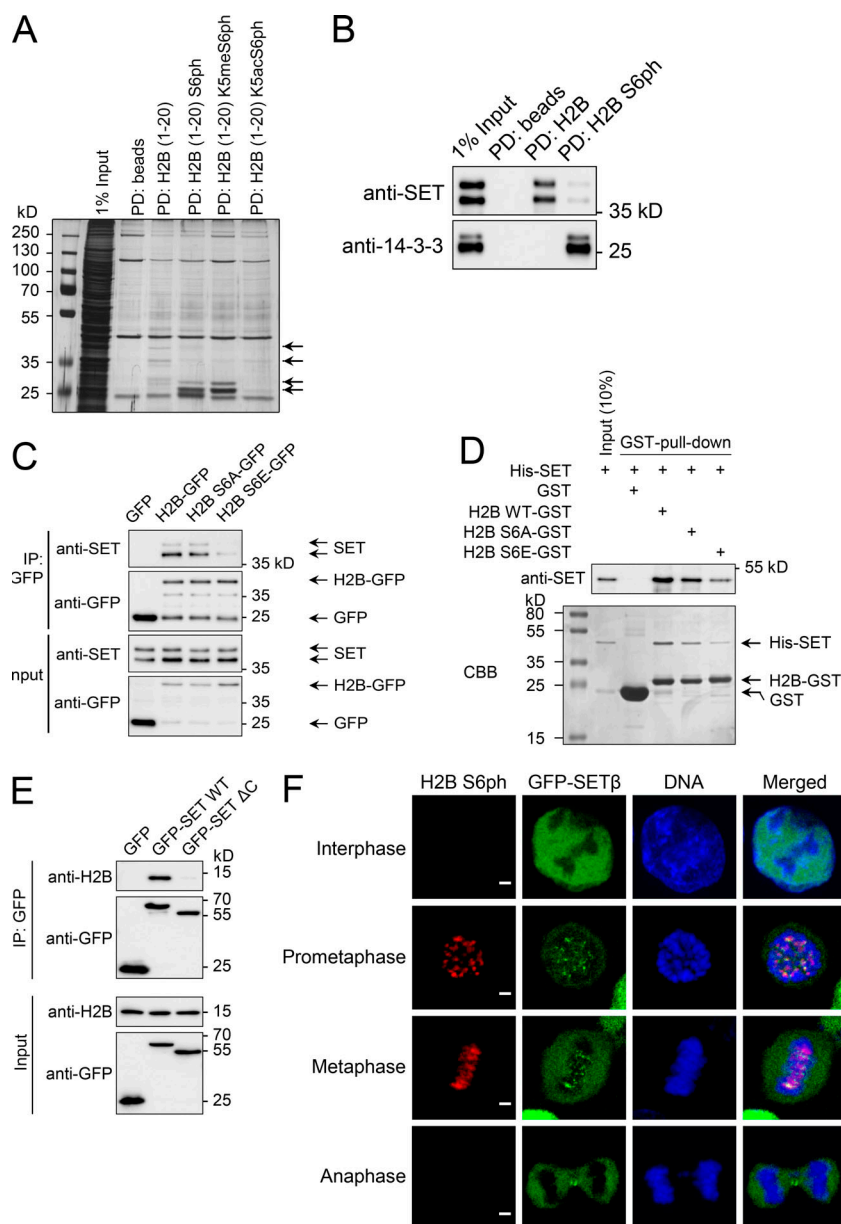 A
1% Input
PD: beads
PD: H2B (1-20)
PD: H2B (1-20) S6ph
PD: H2B (1-20) K5meS6ph
PD: H2B (1-20) K5acS6ph
kD
250
130
100
70
55
35
25
B
1% Input
PD: beads
PD: H2B
PD: H2B S6ph
anti-SET
35 kD
anti-14-3-3
25
C
GFP
H2B-GFP
H2B S6A-GFP
H2B S6E-GFP
IP:
GFP
anti-SET
35 kD
SET
anti-GFP
35
25
H2B-GFP
GFP
Input
anti-SET
35
SET
anti-GFP
35
25
H2B-GFP
GFP
D
Input (10%)
GST-pull-down
His-SET + + + + +
GST +
H2B WT-GST +
H2B S6A-GST +
H2B S6E-GST +
anti-SET
55 kD
kD
80
55
35
25
15
CBB
His-SET
H2B-GST
GST
E
GFP
GFP-SET WT
GFP-SET ΔC
kD
IP: GFP
anti-H2B
15
anti-GFP
70
55
25
Input
anti-H2B
15
anti-GFP
70
55
25
F
H2B S6ph GFP-SETβ DNA Merged
Interphase
Prometaphase
Metaphase
Anaphase